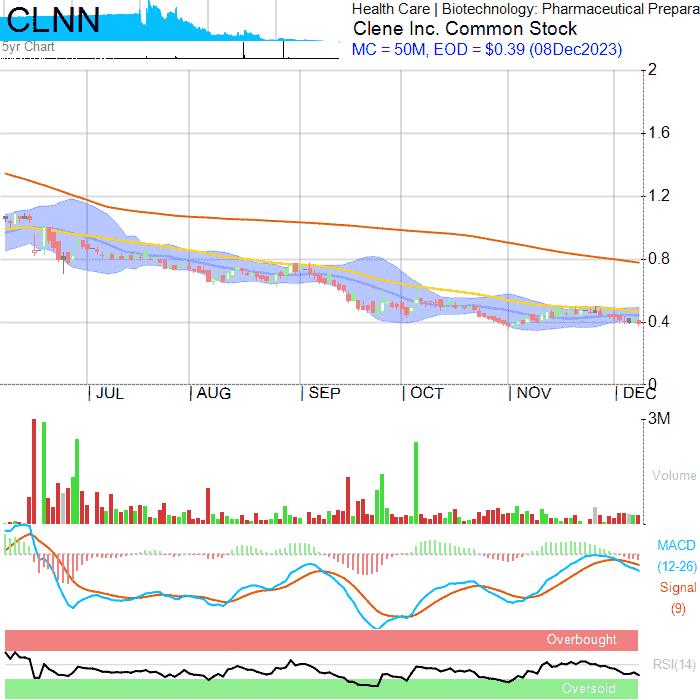 CLNN
5yr Chart
Health Care | Biotechnology: Pharmaceutical Prepara
Clene Inc. Common Stock
MC = 50M, EOD = $0.39 (08Dec2023)
2
1.6
1.2
0.8
0.4
0
| JUL | AUG | SEP | OCT | NOV | DEC
3M
Volume
MACD
(12-26)
Signal
(9)
Overbought
RSI(14)
Oversold